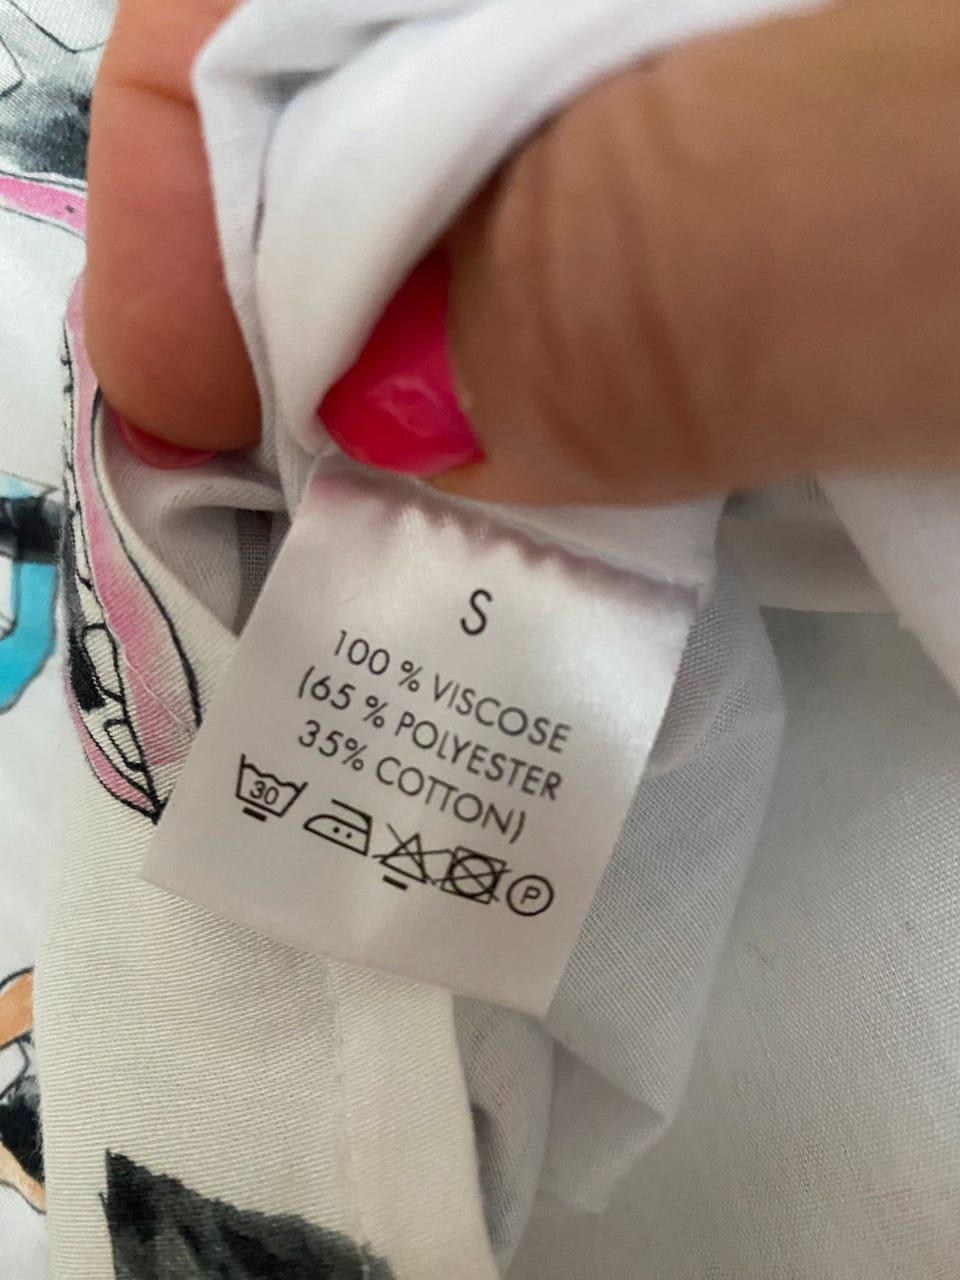 S
100 % VISCOSE
(65 % POLYESTER
35% COTTON)
30
P